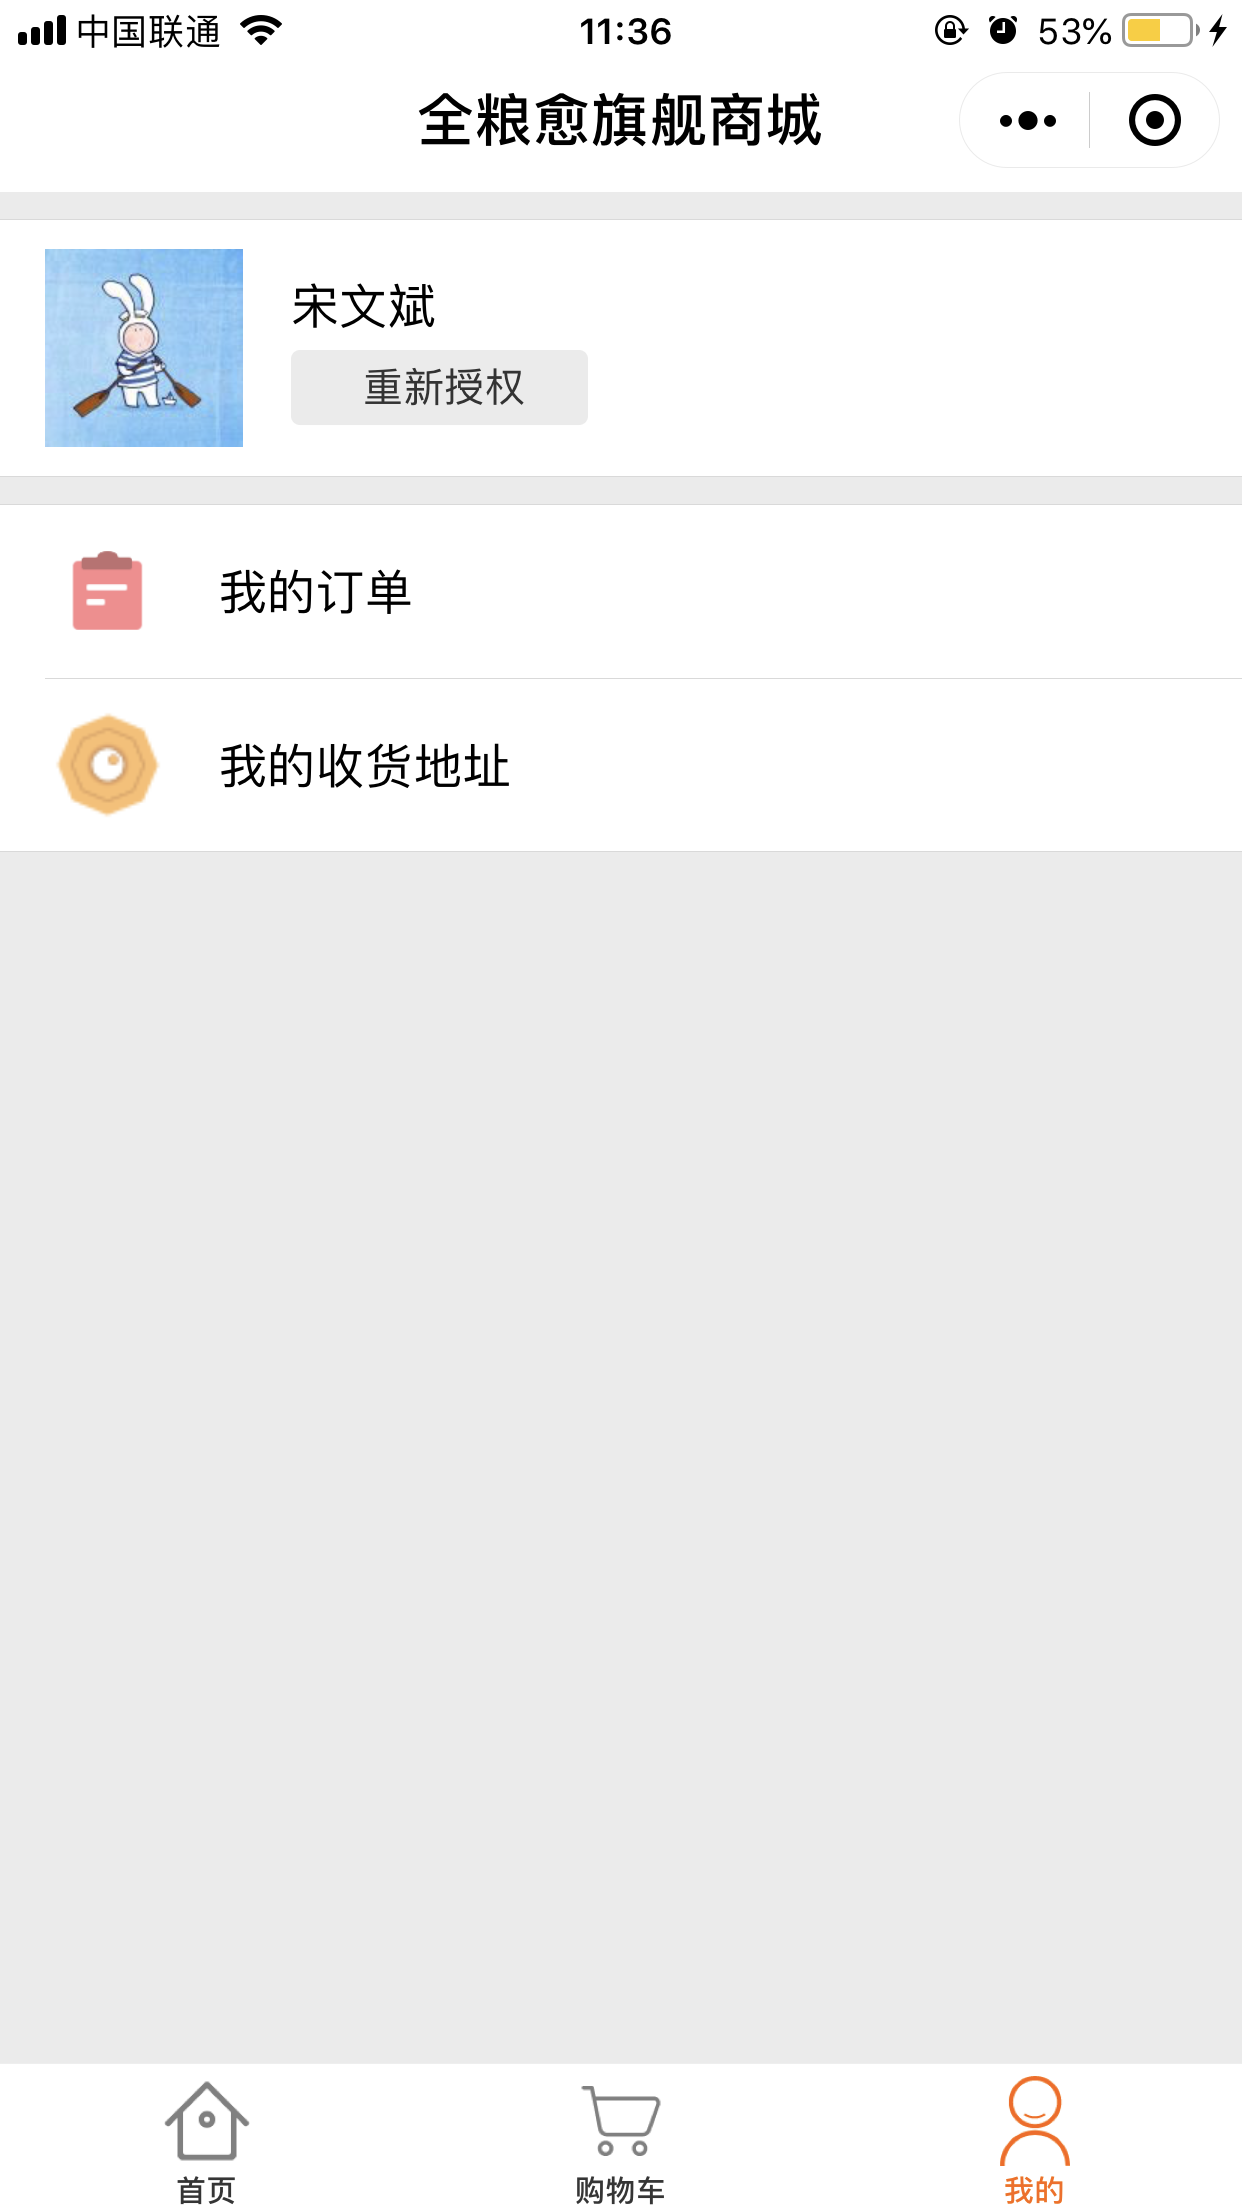 中国联通 11:36 53%
全粮愈旗舰商城
宋文斌
重新授权
我的订单
我的收货地址
首页 购物车 我的